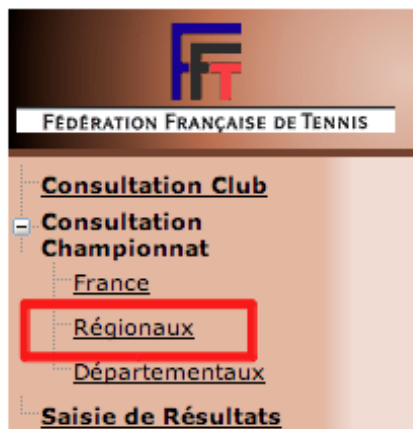 FFT
FÉDÉRATION FRANÇAISE DE TENNIS
Consultation Club
Consultation
Championnat
France
Régionaux
Départementaux
Saisie de Résultats